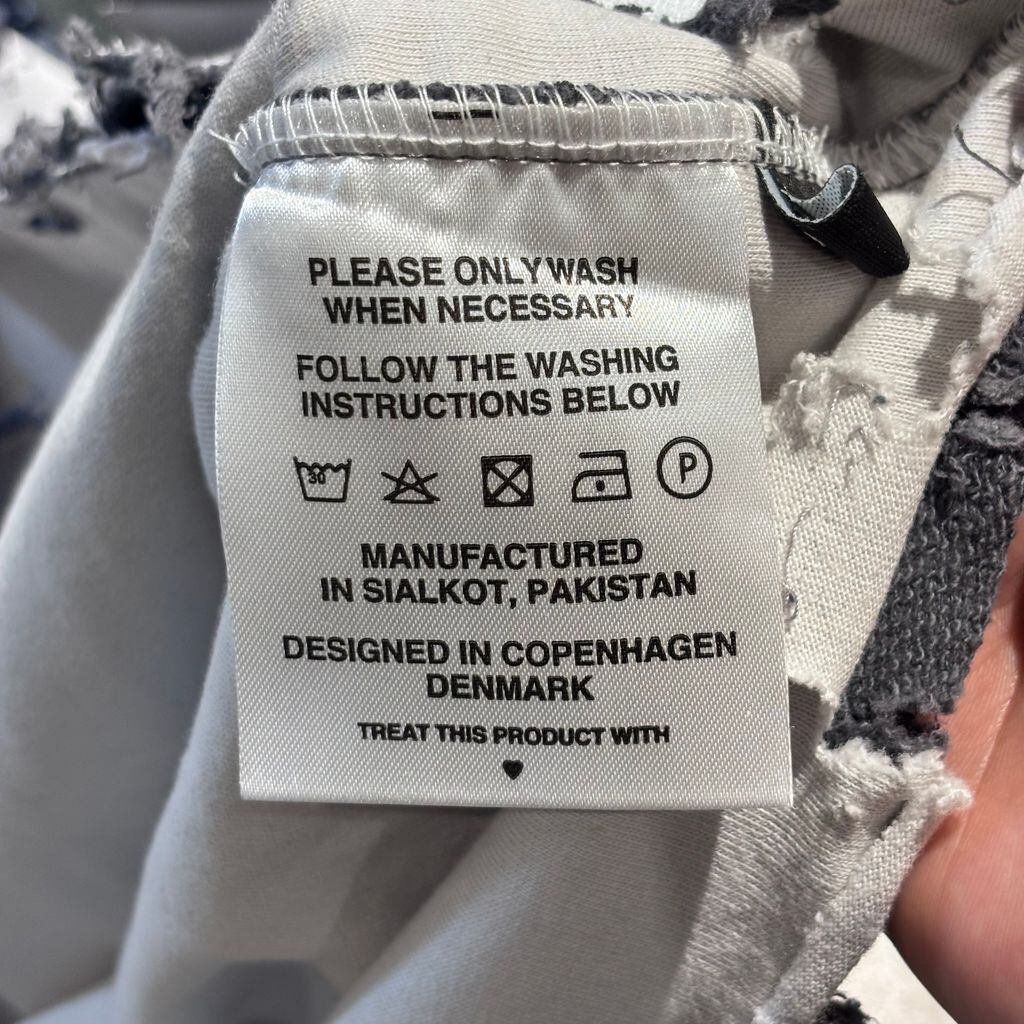 PLEASE ONLY WASH
WHEN NECESSARY
FOLLOW THE WASHING
INSTRUCTIONS BELOW
30
P
MANUFACTURED
IN SIALKOT, PAKISTAN
DESIGNED IN COPENHAGEN
DENMARK
TREAT THIS PRODUCT WITH
♥